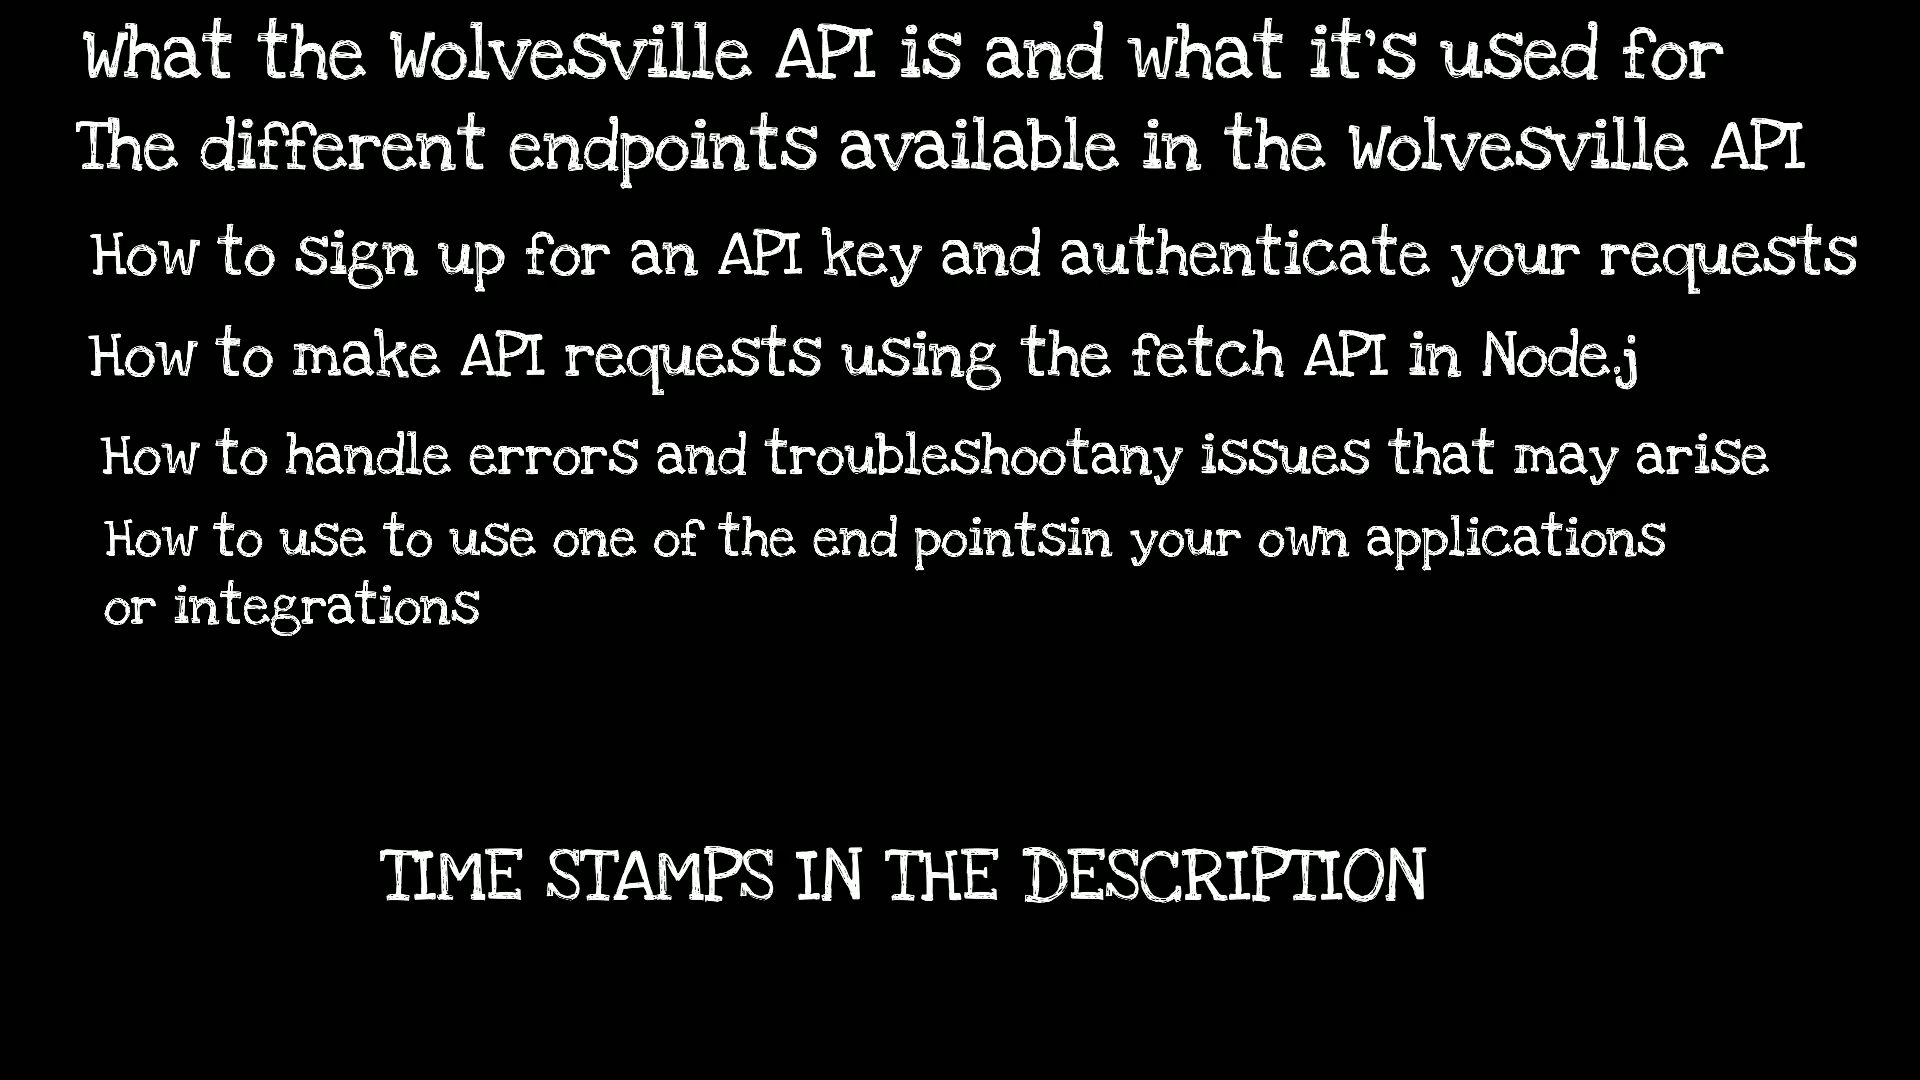 What the Wolvesville API is and what it's used for
The different endpoints available in the Wolvesville API
How to sign up for an API key and authenticate your requests
How to make API requests using the fetch API in Node.j
How to handle errors and troubleshootany issues that may arise
How to use to use one of the end pointsin your own applications
or integrations
TIME STAMPS IN THE DESCRIPTION